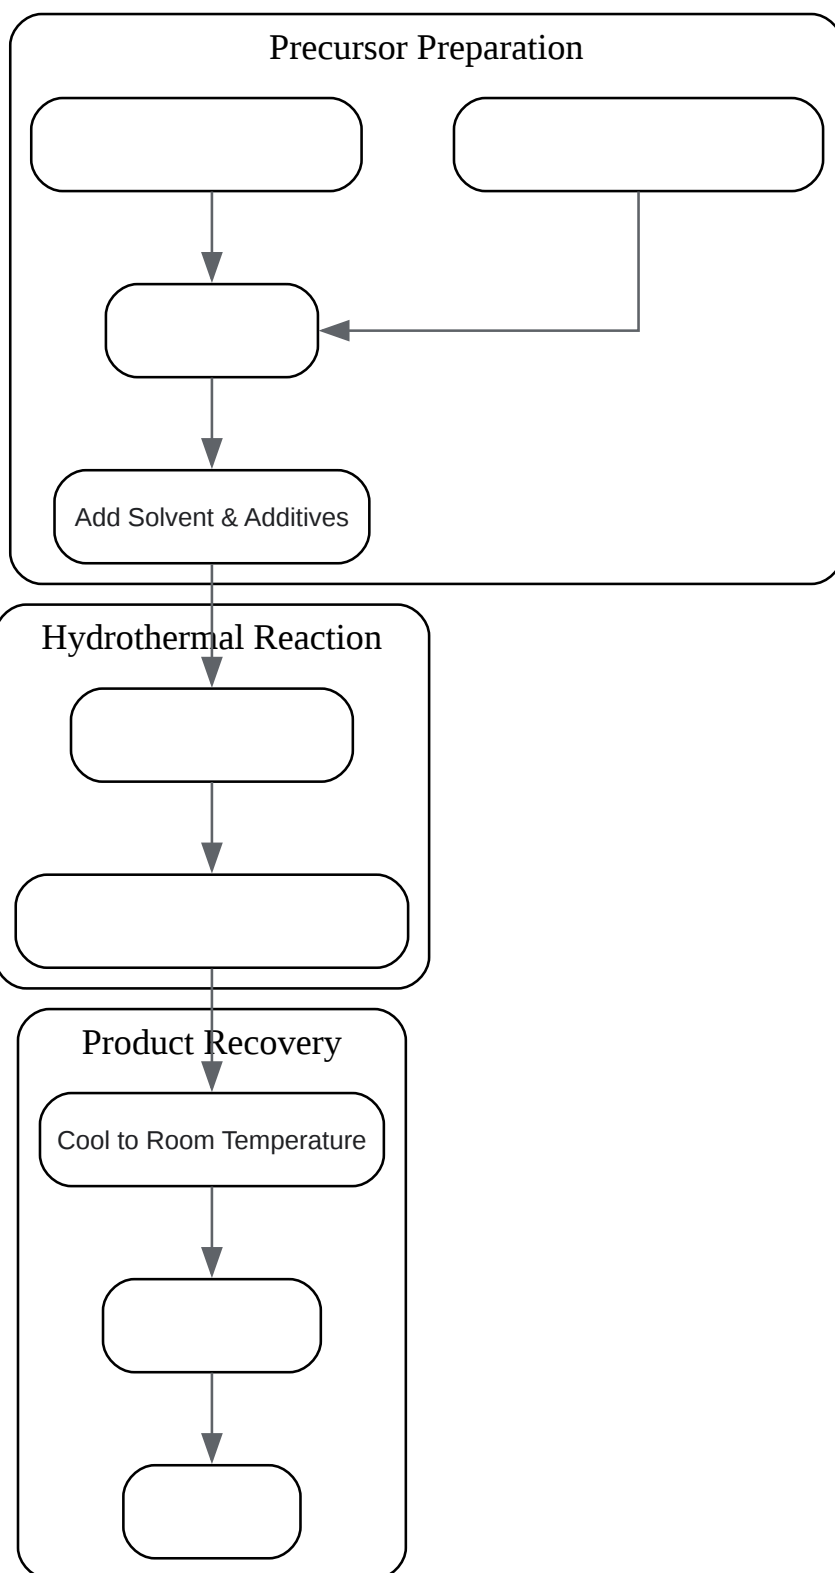 Precursor Preparation
Add Solvent & Additives
Hydrothermal Reaction
Product Recovery
Cool to Room Temperature